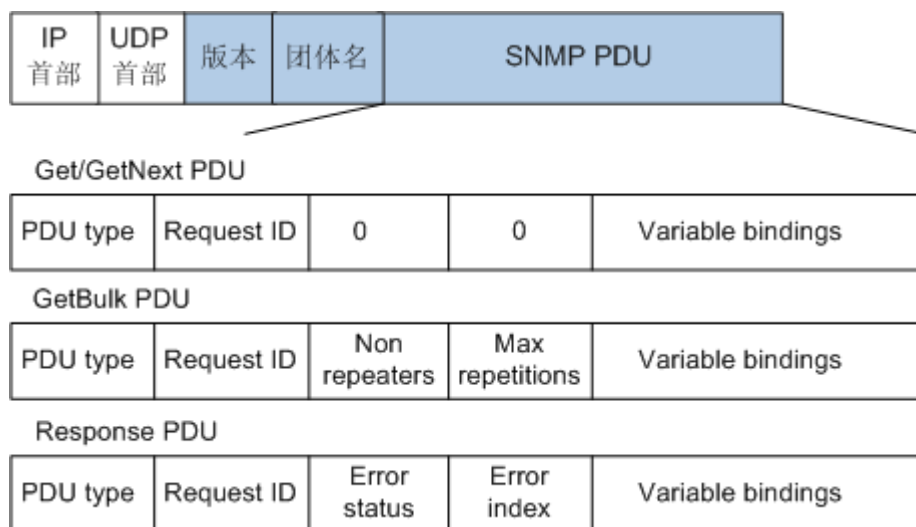 IP
首部
UDP
首部
版本
团体名
SNMP PDU
Get/GetNext PDU
PDU type
Request ID
0
0
Variable bindings
GetBulk PDU
PDU type
Request ID
Non
repeaters
Max
repetitions
Variable bindings
Response PDU
PDU type
Request ID
Error
status
Error
index
Variable bindings